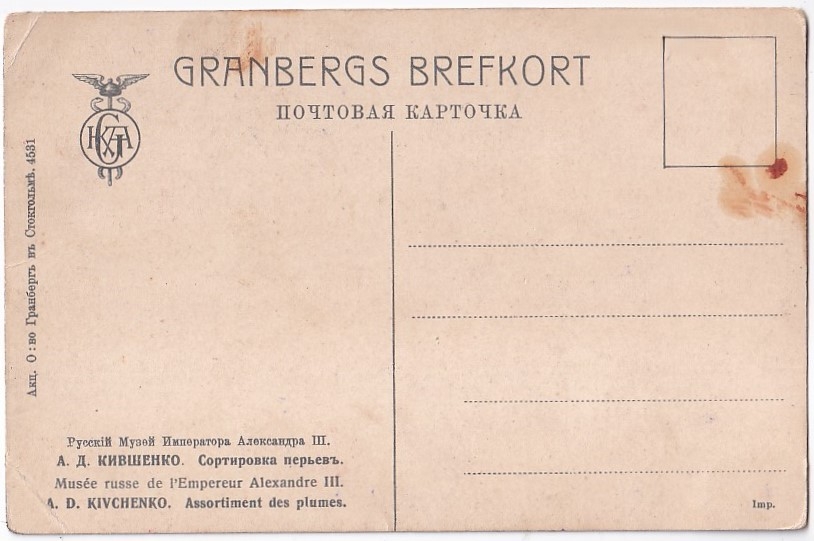 GRANBERGS BREFKORT
ПОЧТОВАЯ КАРТОЧКА
HKGA
Акц. О:во Гранбергъ въ Стокгольмѣ. 4531
Русскій Музей Императора Александра III.
А. Д. КИВШЕНКО. Сортировка перьевъ.
Musée russe de l'Empereur Alexandre III.
A. D. KIVCHENKO. Assortiment des plumes.
Imp.